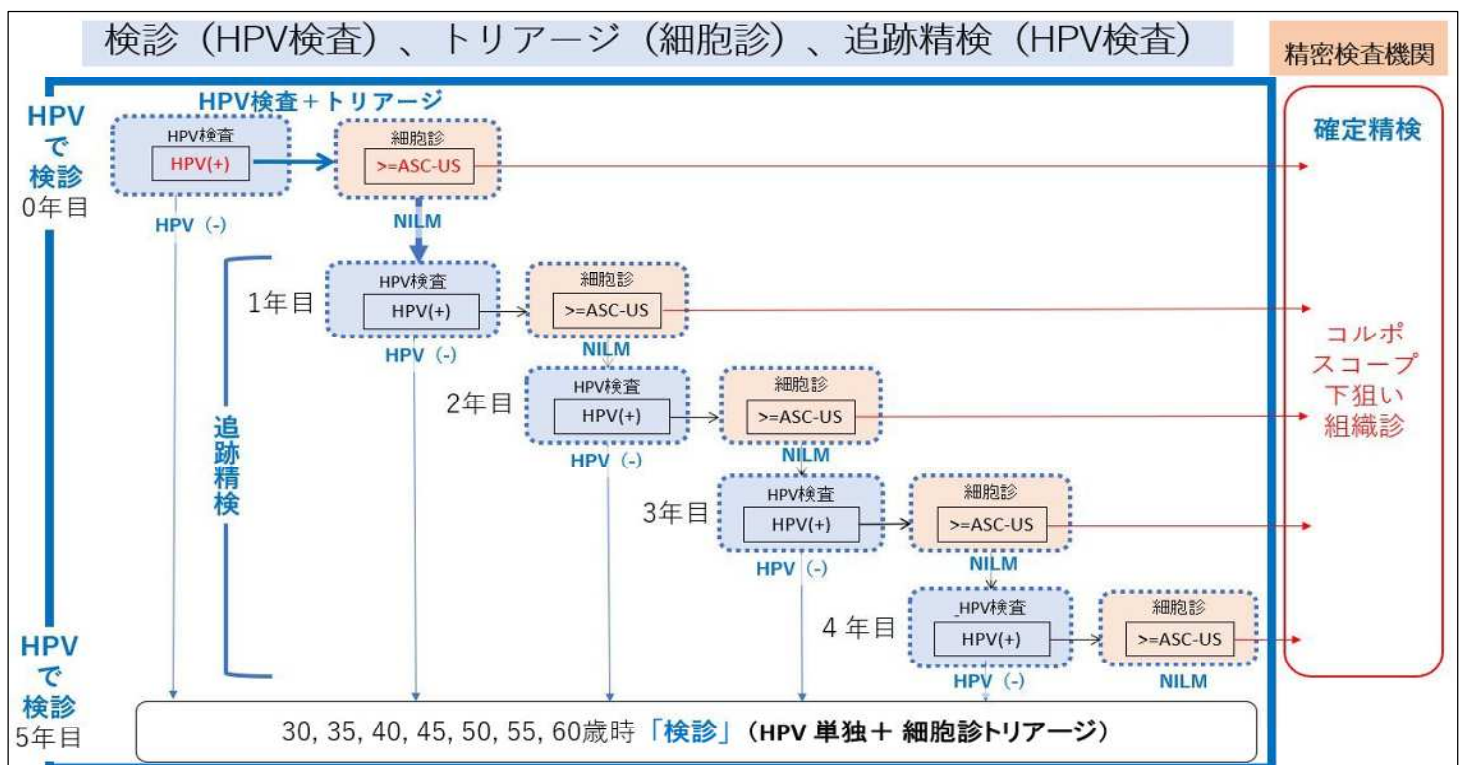 検診（HPV検査）、トリアージ（細胞診）、追跡精検（HPV検査）
精密検査機関
HPV
で
検診
0年目
HPV検査＋トリアージ
HPV検査
HPV(+)
細胞診
>=ASC-US
確定精検
HPV（-）
NILM
1年目
HPV検査
HPV(+)
細胞診
>=ASC-US
HPV（-）
NILM
2年目
HPV検査
HPV(+)
細胞診
>=ASC-US
HPV（-）
NILM
コルポ
スコープ
下狙い
組織診
追跡精検
3年目
HPV検査
HPV(+)
細胞診
>=ASC-US
HPV（-）
NILM
4 年目
_HPV検査
HPV(+)
細胞診
>=ASC-US
HPV（-）
NILM
HPV
で
検診
5年目
30, 35, 40, 45, 50, 55, 60歳時「検診」（HPV 単独＋ 細胞診トリアージ）